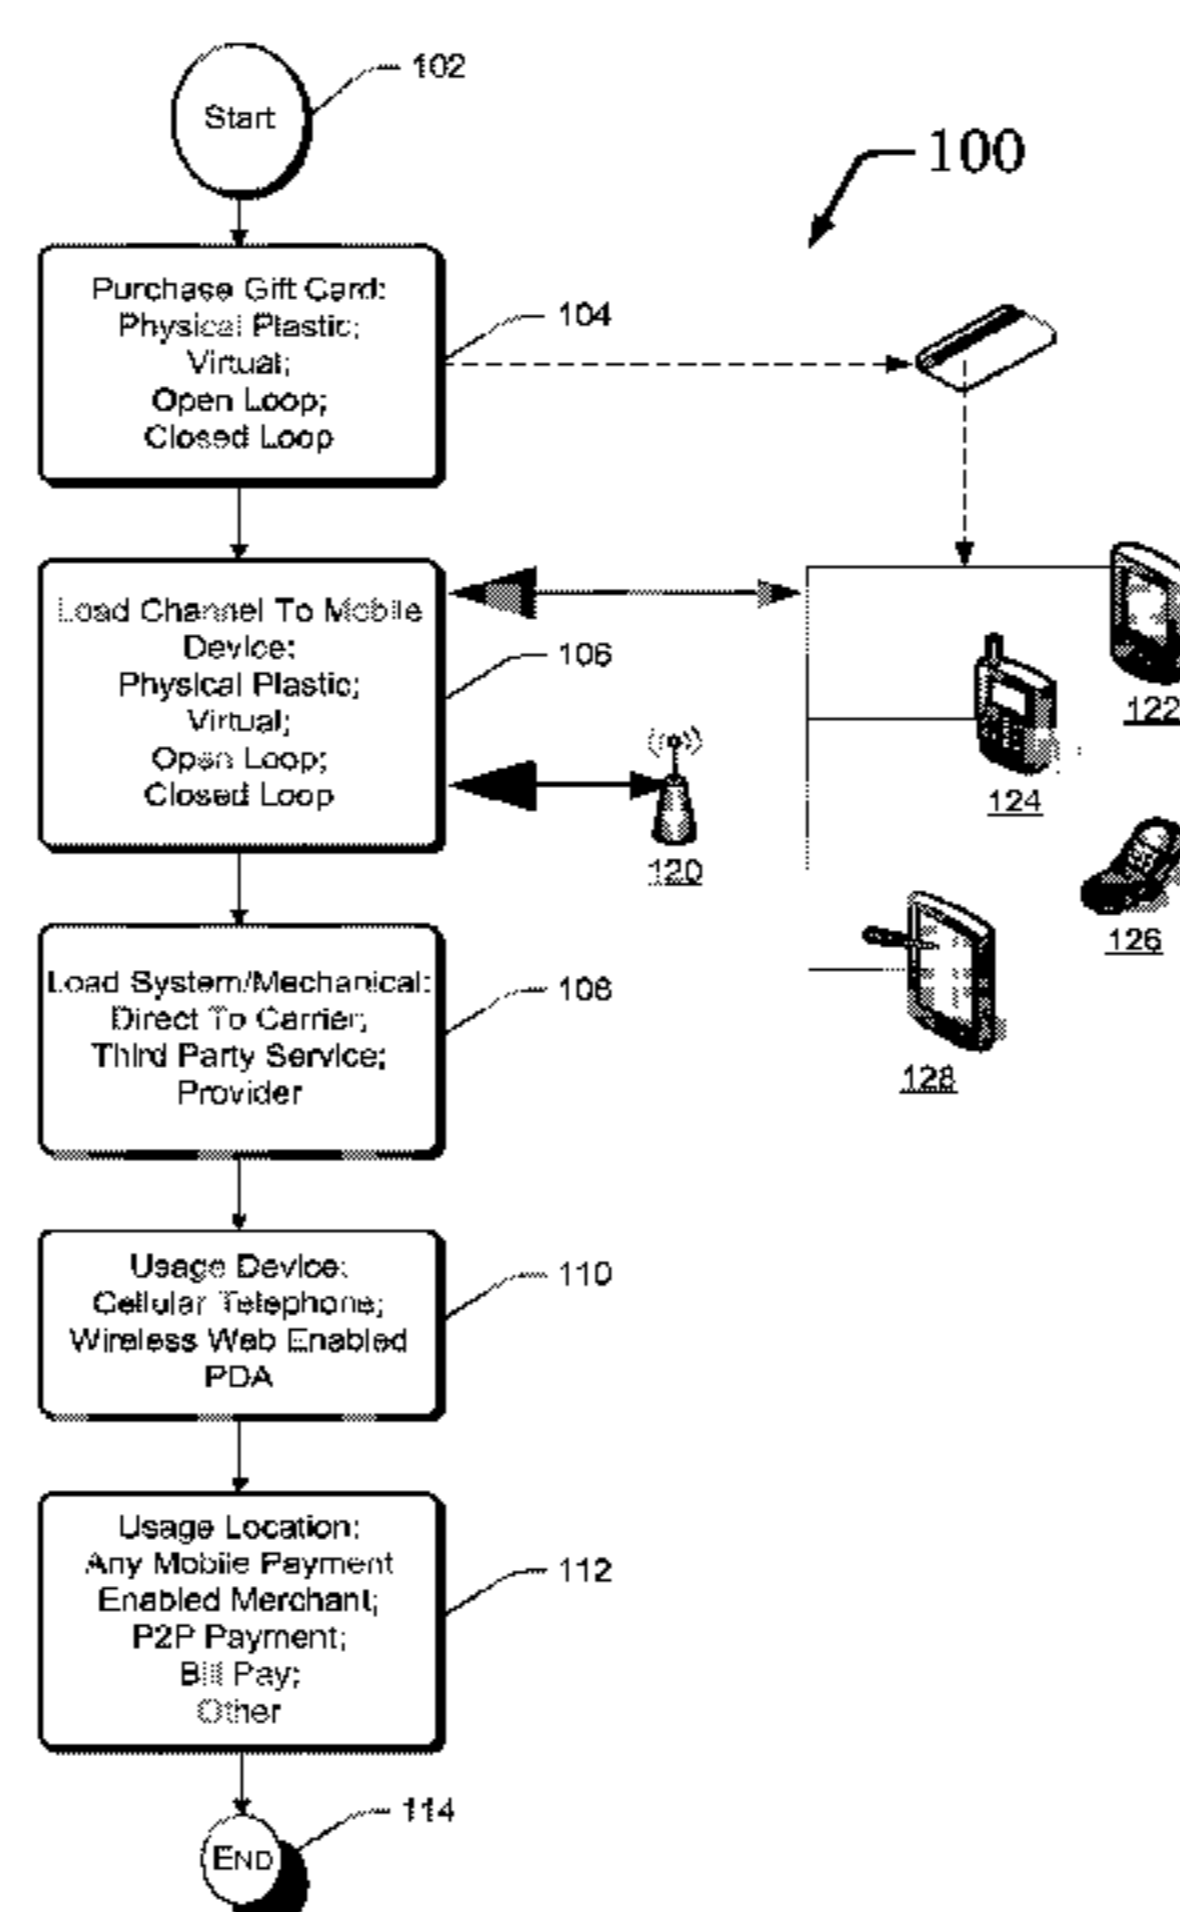 Start
102
100
Purchase Gift Card:
Physical Plastic;
Virtual;
Open Loop;
Closed Loop
104
Load Channel To Mobile
Device:
Physical Plastic;
Virtual;
Open Loop;
Closed Loop
106
120
122
124
126
128
Load System/Mechanical:
Direct To Carrier;
Third Party Service;
Provider
108
Usage Device:
Cellular Telephone;
Wireless Web Enabled
PDA
110
Usage Location:
Any Mobile Payment
Enabled Merchant;
P2P Payment;
Bill Pay;
Other
112
END
114